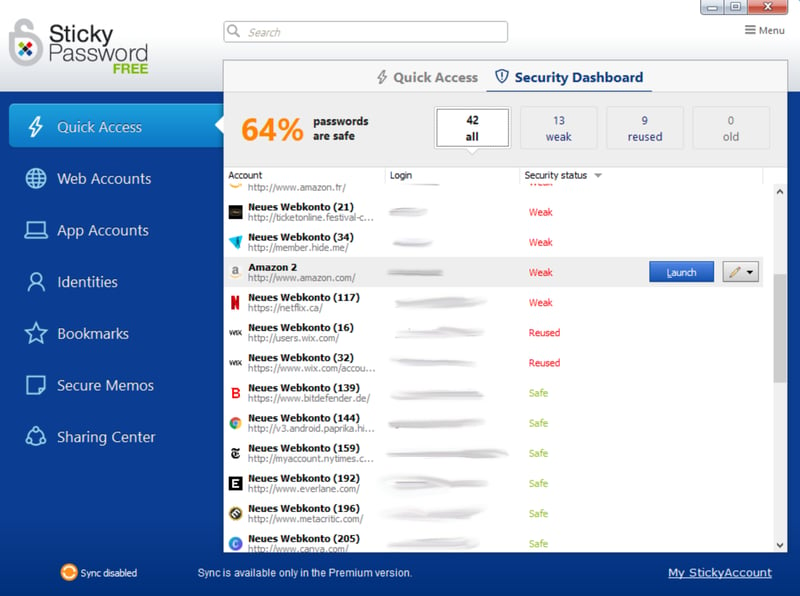 Sticky
Password
FREE
Search
Menu
Quick Access
Security Dashboard
64%
passwords
are safe
42
all
13
weak
9
reused
0
old
Quick Access
Web Accounts
App Accounts
Identities
Bookmarks
Secure Memos
Sharing Center
Account
Login
Security status
http://www.amazon.fr/
Weak
Neues Webkonto (21)
http://ticketonline.festival-c...
Weak
Neues Webkonto (34)
http://member.hide.me/
Weak
a
Amazon 2
http://www.amazon.com/
Weak
Launch
N
Neues Webkonto (117)
https://netflix.ca/
Weak
WIX
Neues Webkonto (16)
http://users.wix.com/
Reused
WIX
Neues Webkonto (32)
https://www.wix.com/accou...
Reused
B
Neues Webkonto (139)
https://www.bitdefender.de/
Safe
Neues Webkonto (144)
http://v3.android.paprika.hi...
Safe
Neues Webkonto (159)
http://myaccount.nytimes.c...
Safe
E
Neues Webkonto (192)
http://www.everlane.com/
Safe
Neues Webkonto (196)
http://www.metacritic.com/
Safe
C
Neues Webkonto (205)
http://www.canva.com/
Safe
Sync disabled
Sync is available only in the Premium version.
My StickyAccount